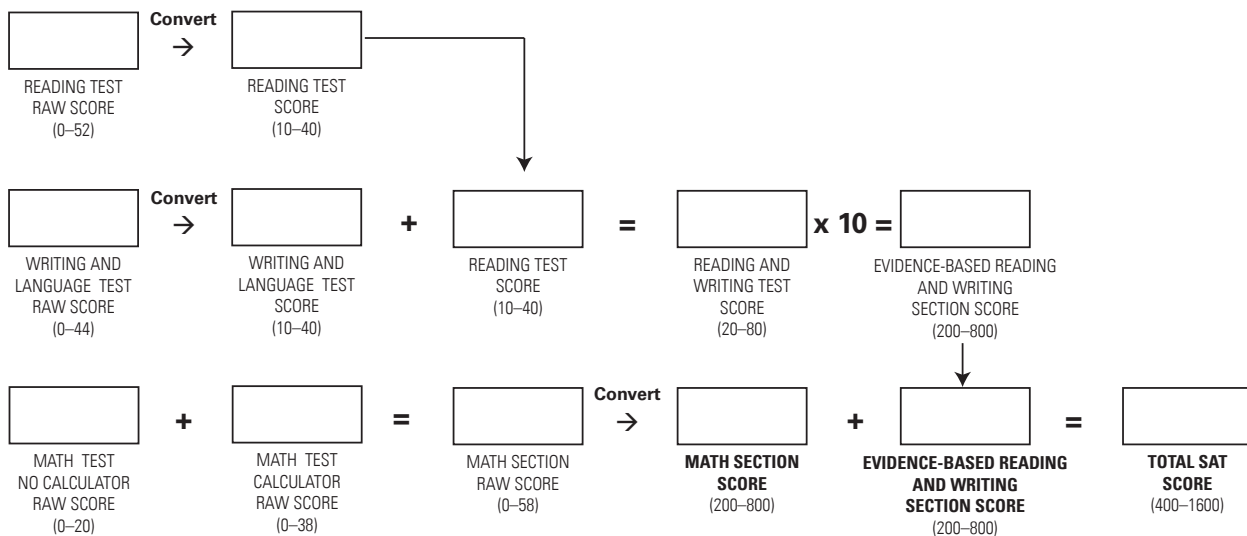 Convert
→
READING TEST
RAW SCORE
(0–52)
READING TEST
SCORE
(10–40)
Convert
→
+
=
x 10 =
WRITING AND
LANGUAGE TEST
RAW SCORE
(0–44)
WRITING AND
LANGUAGE TEST
SCORE
(10–40)
READING TEST
SCORE
(10–40)
READING AND
WRITING TEST
SCORE
(20–80)
EVIDENCE-BASED READING
AND WRITING
SECTION SCORE
(200–800)
+
=
Convert
→
+
=
MATH TEST
NO CALCULATOR
RAW SCORE
(0–20)
MATH TEST
CALCULATOR
RAW SCORE
(0–38)
MATH SECTION
RAW SCORE
(0–58)
MATH SECTION
SCORE
(200–800)
EVIDENCE-BASED READING
AND WRITING
SECTION SCORE
(200–800)
TOTAL SAT
SCORE
(400–1600)